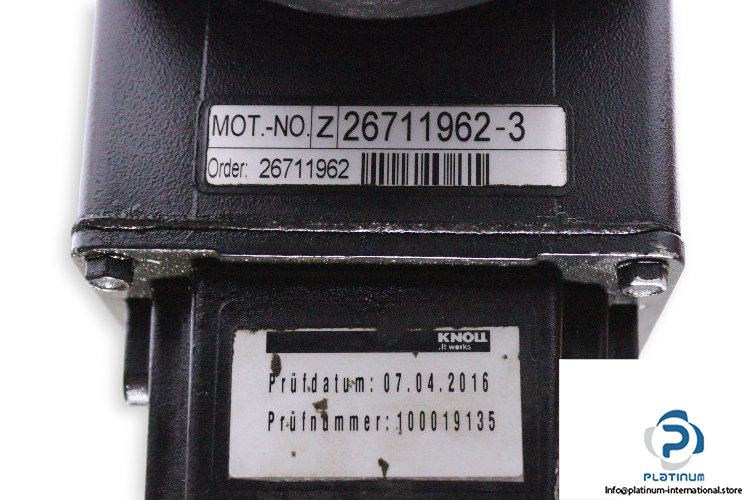 MOT.-NO. Z 26711962-3
Order: 26711962
KNOLL
.It works
Prüfdatum: 07.04.2016
Prüfnummer: 100019135
PLATINUM
Info@platinum-international.store